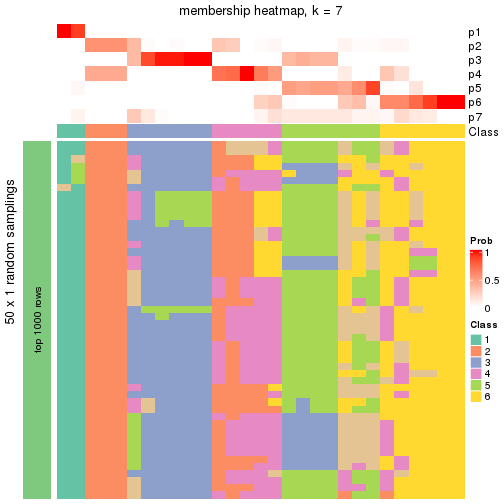 membership heatmap, k = 7
p1
p2
p3
p4
p5
p6
p7
Class
50 x 1 random samplings
top 1000 rows
Prob
1
0.5
0
Class
1
2
3
4
5
6